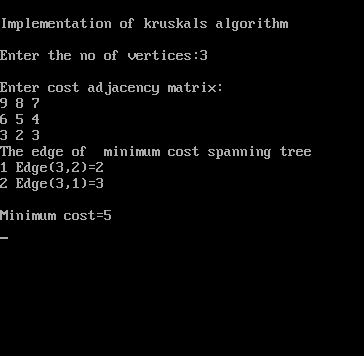 Implementation of kruskals algorithm
Enter the no of vertices:3
Enter cost adjacency matrix:
9 8 7
6 5 4
3 2 3
The edge of  minimum cost spanning tree
1 Edge(3,2)=2
2 Edge(3,1)=3
Minimum cost=5